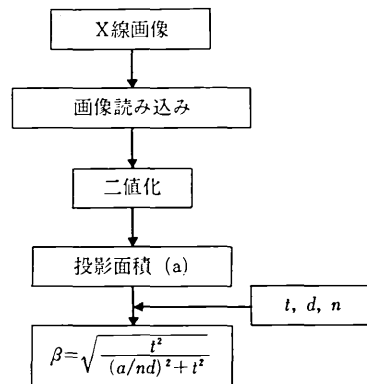 X線画像
画像読み込み
二値化
投影面積 (a)
t, d, n
β=√(t²/((a/nd)²+t²))